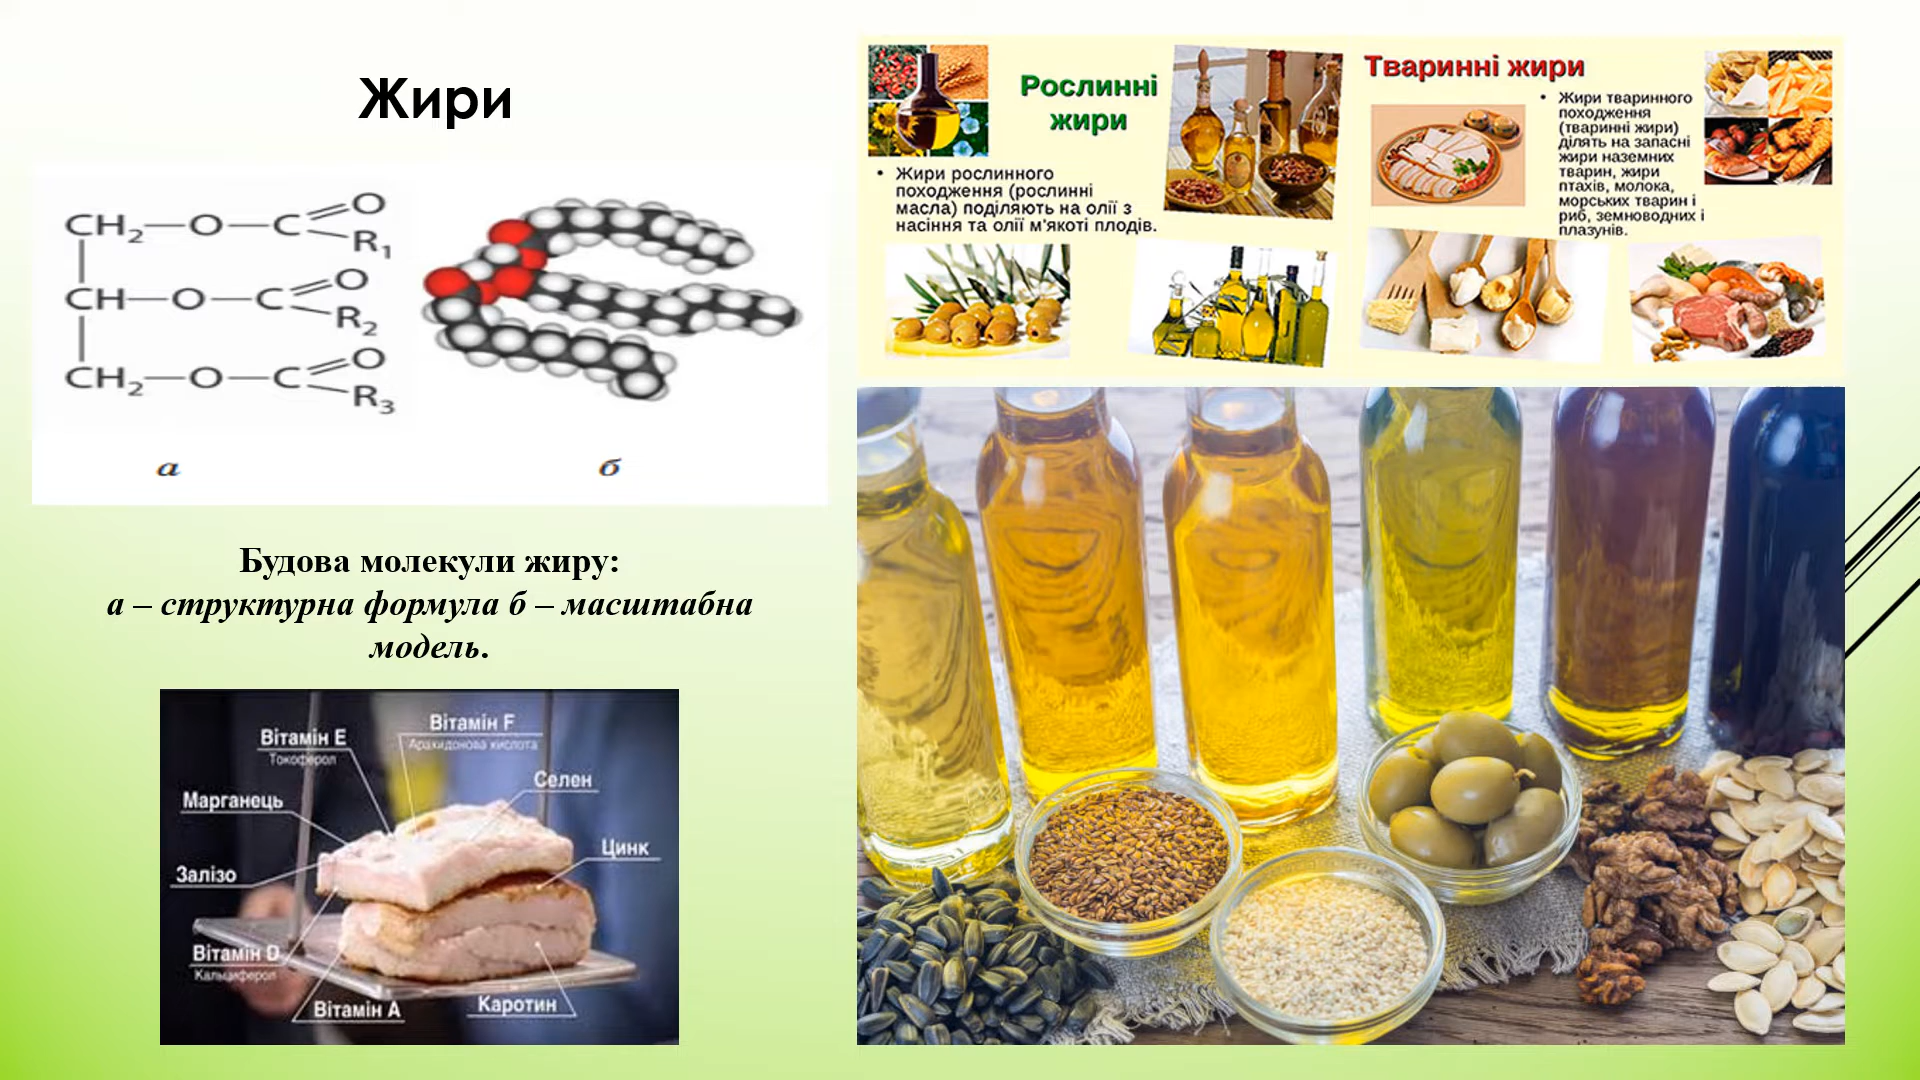 Жири
CH2—O—C=O
R1
CH—O—C=O
R2
CH2—O—C=O
R3
а
б
Будова молекули жиру:
а – структурна формула б – масштабна
модель.
Вітамін F
Арахидонова кислота
Вітамін Е
Токоферол
Селен
Марганець
Цинк
Залізо
Вітамін D
Кальциферол
Вітамін А
Каротин
Рослинні
жири
• Жири рослинного
походження (рослинні
масла) поділяють на олії з
насіння та олії м'якоті плодів.
Тваринні жири
• Жири тваринного
походження
(тваринні жири)
ділять на запасні
жири наземних
тварин, жири
птахів, молока,
морських тварин і
риб, земноводних і
плазунів.